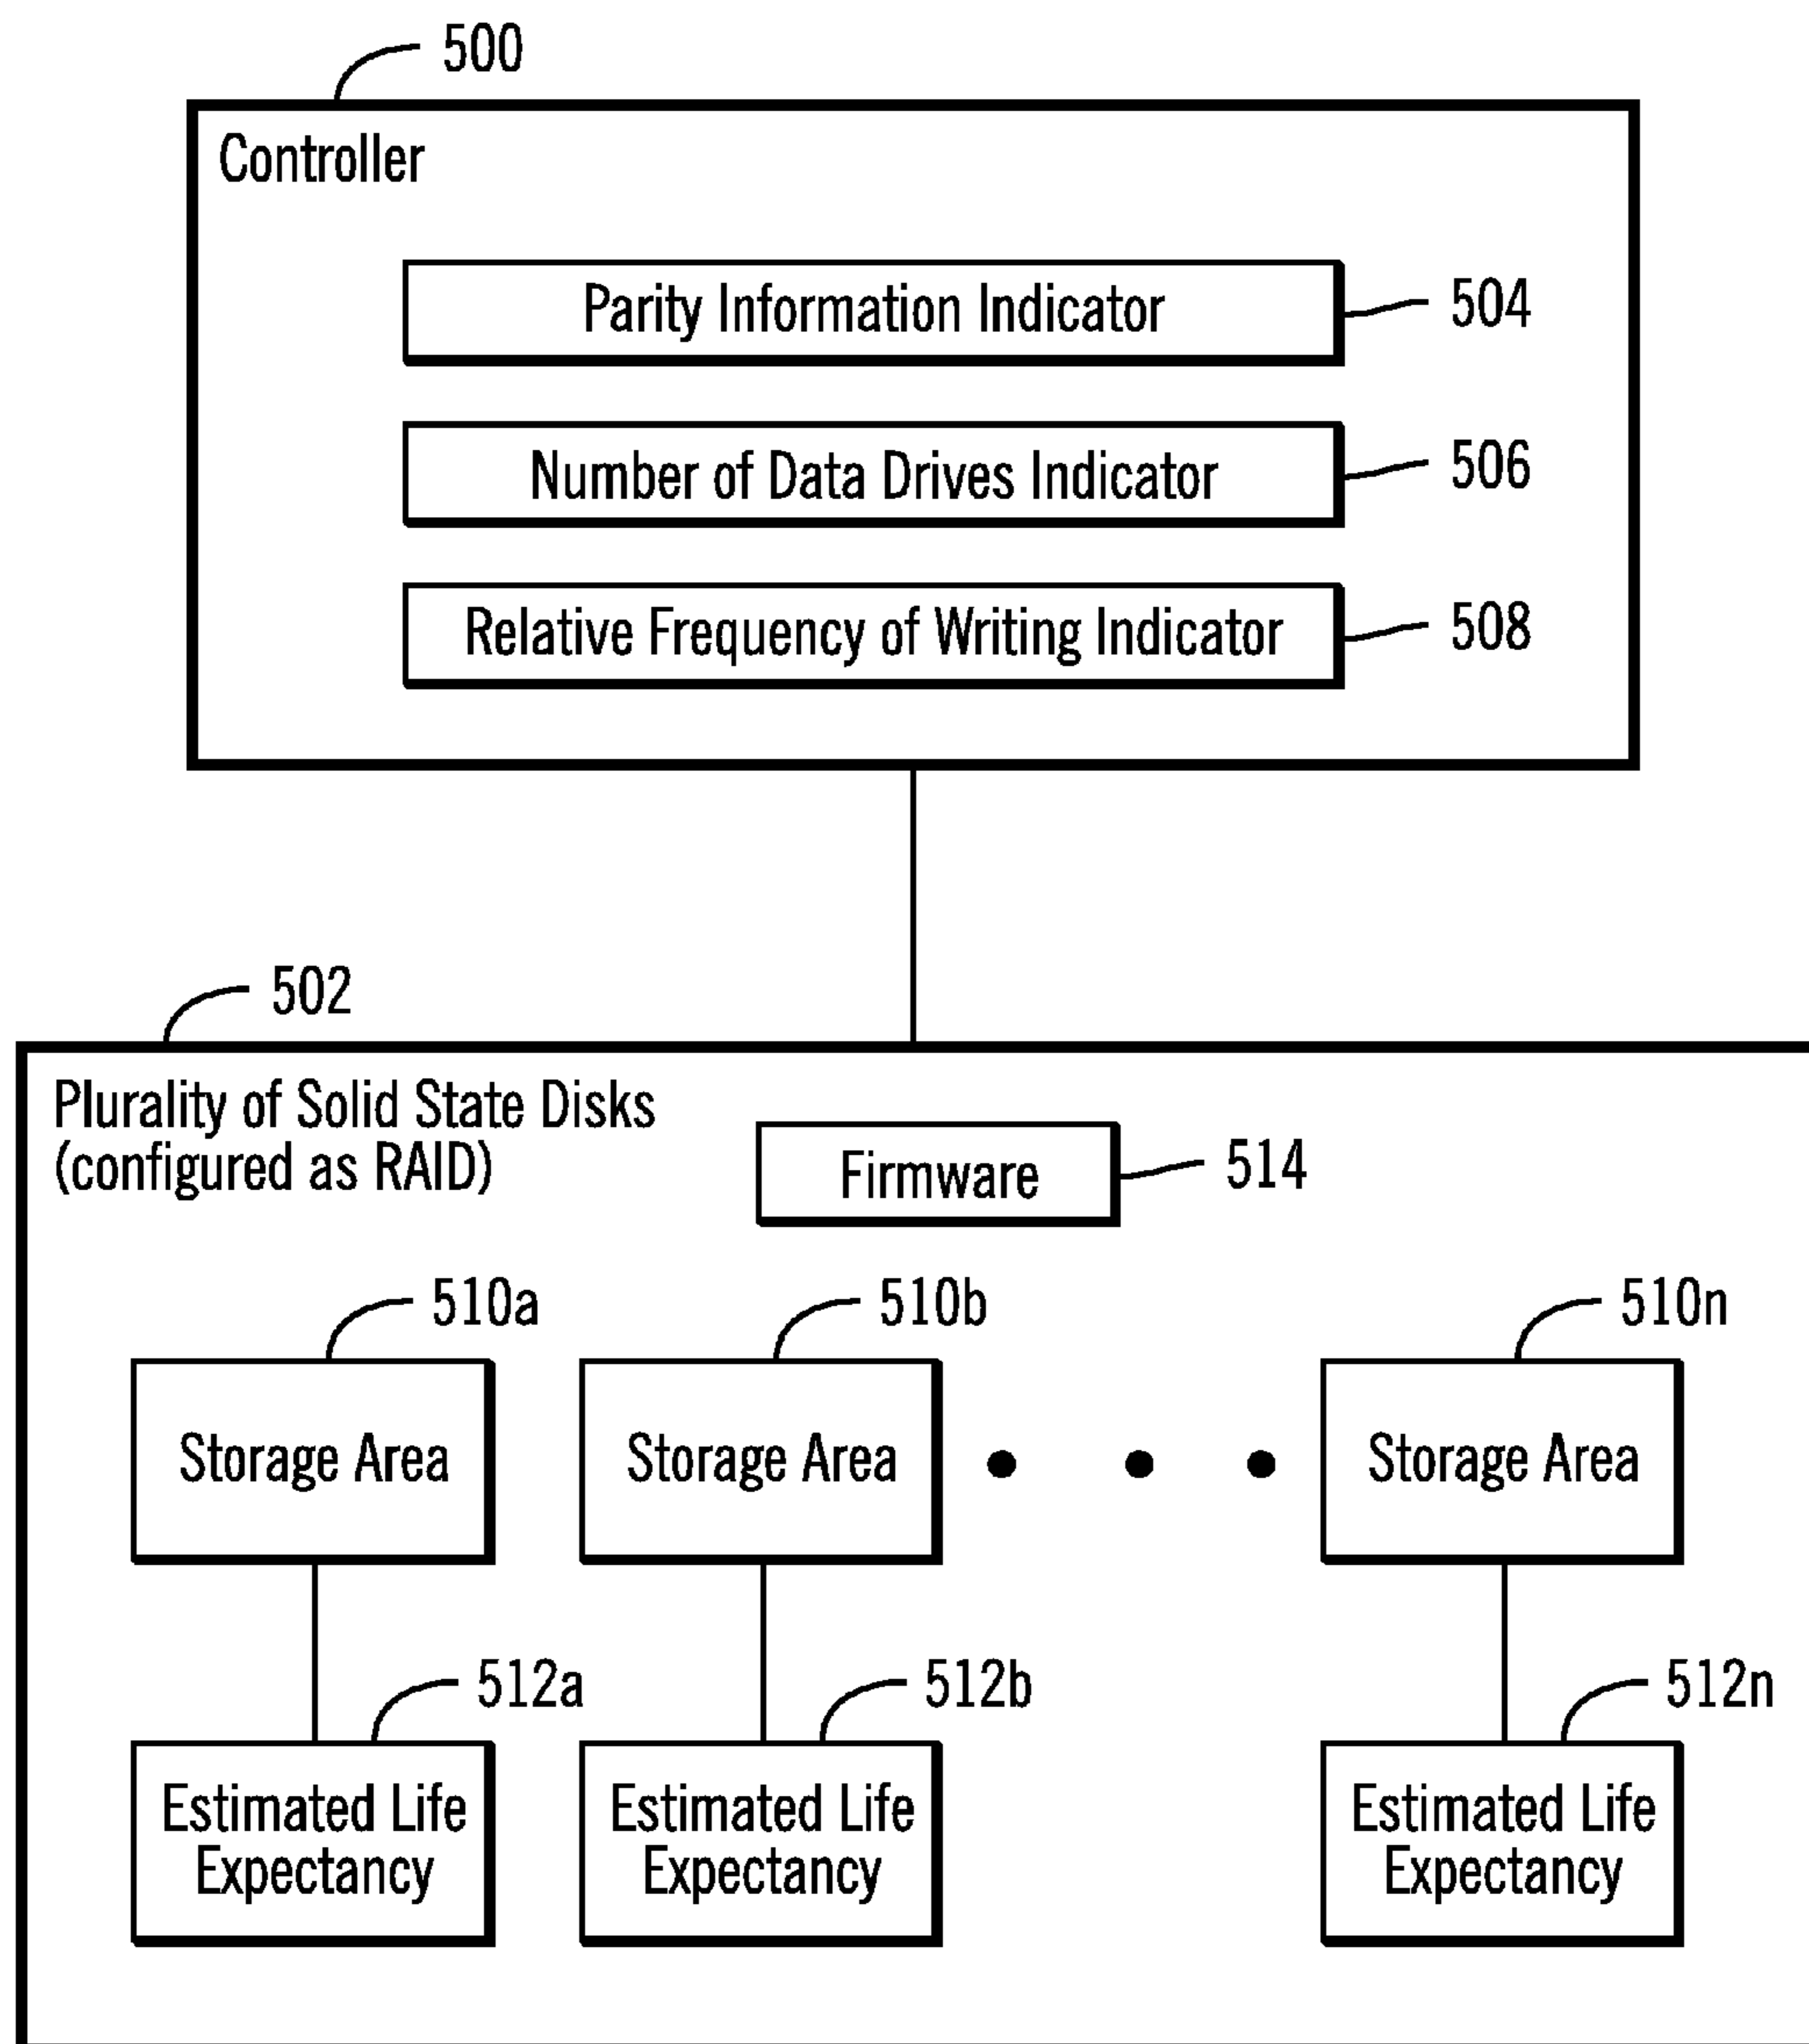 500
Controller
Parity Information Indicator
504
Number of Data Drives Indicator
506
Relative Frequency of Writing Indicator
508
502
Plurality of Solid State Disks
(configured as RAID)
Firmware
514
510a
510b
510n
Storage Area
Storage Area
Storage Area
512a
512b
512n
Estimated Life
Expectancy
Estimated Life
Expectancy
Estimated Life
Expectancy